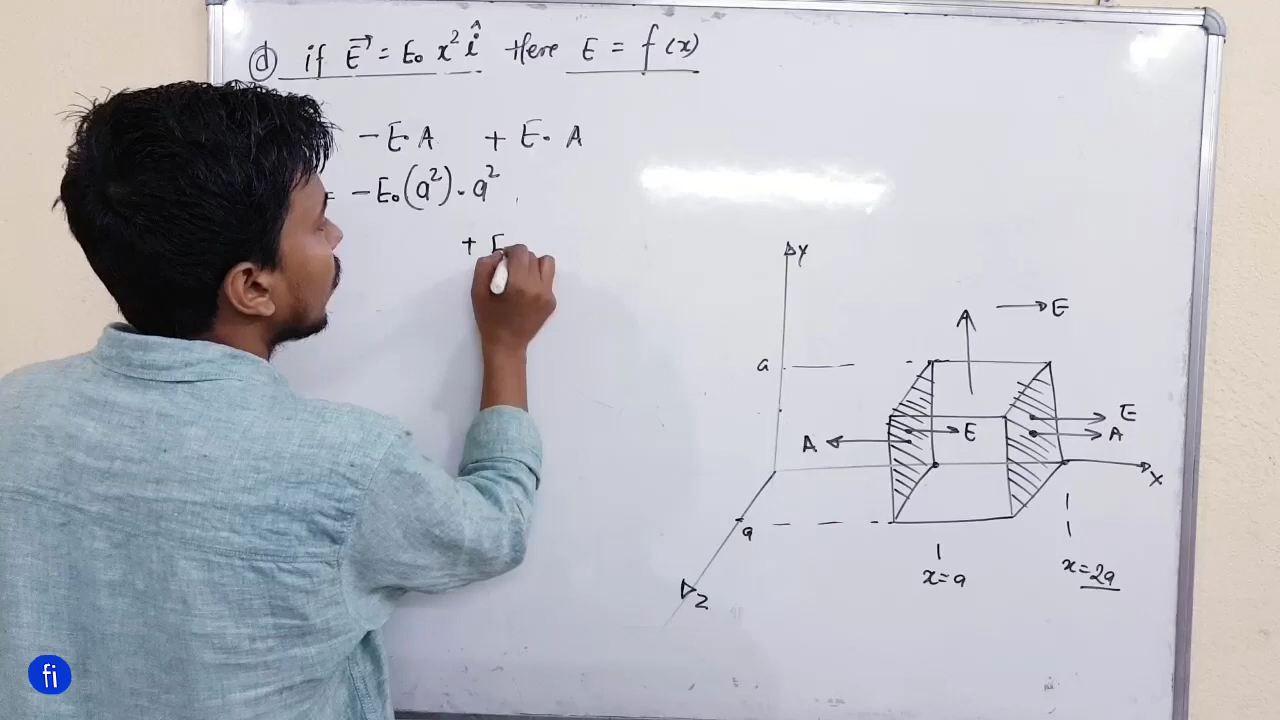 ⓓ if E⃗ = E₀ x² î Here E = f(x)
-E·A + E·A
= -E₀(a²)·a²
+ E
Y
A
E
a
E
A
E
A
X
a
x=a
x=2a
Z
fi